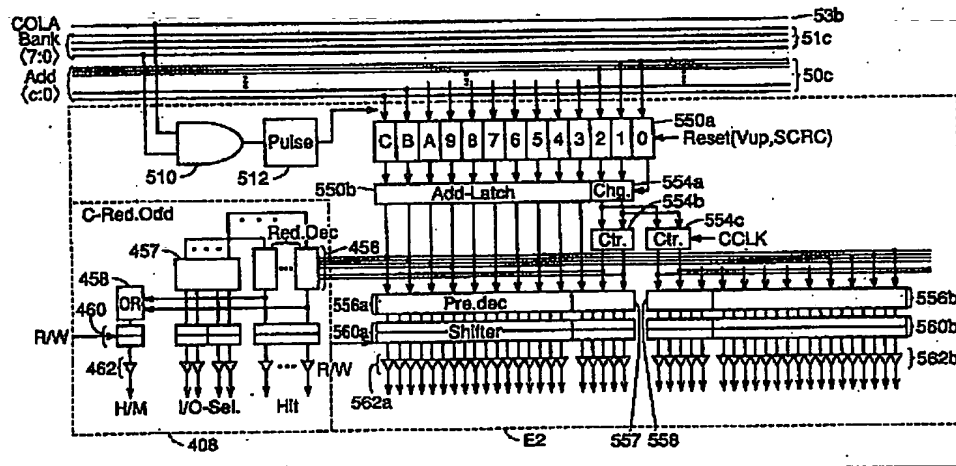 COLA
53b
Bank
(7:0)
51c
Add
(c:0)
50c
550a
C B A 9 8 7 6 5 4 3 2 1 0
Reset(Vup,SCRC)
Pulse
510
512
550b
Add-Latch
Chg.
554a
554b
554c
C-Red.Odd
Red.Dec
Ctr.
Ctr.
CCLK
457
456
458
OR
556a
Pre.dec
556b
460
R/W
560a
Shifter
560b
462
R/W
562a
562b
H/M
I/O-Sel.
Hit
408
E2
557
558